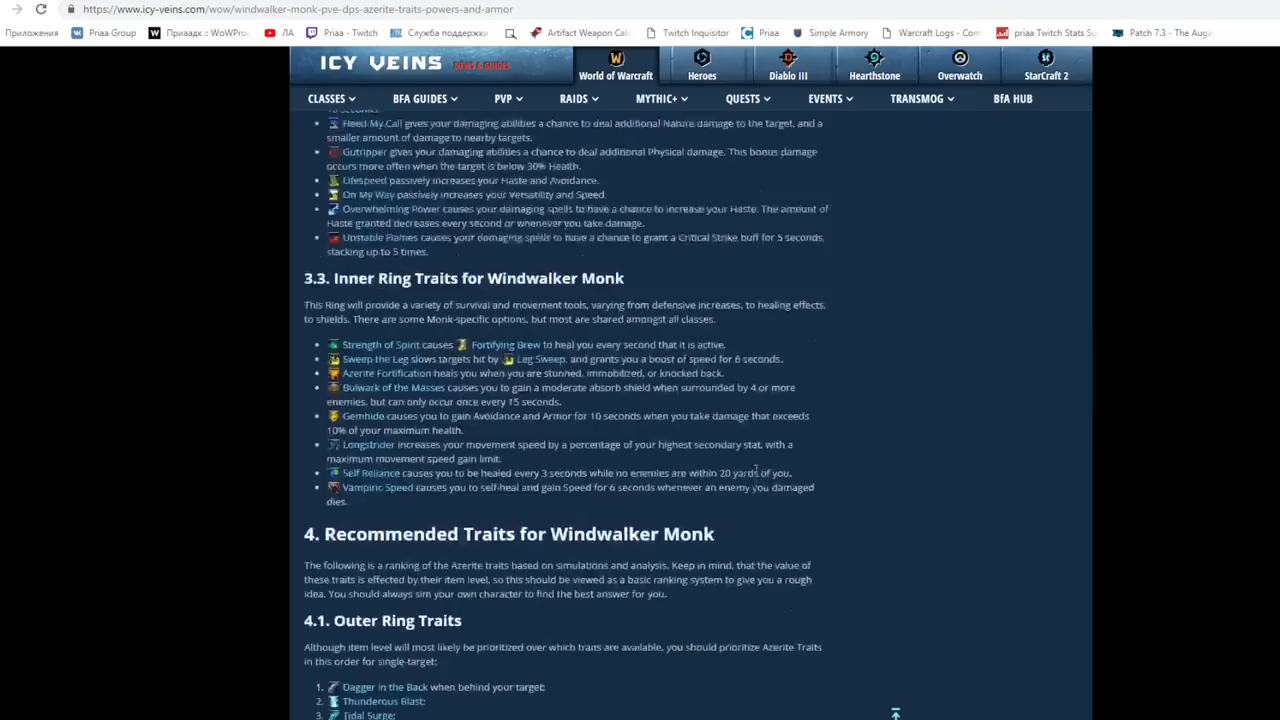 https://www.icy-veins.com/wow/windwalker-monk-pve-dps-azerite-traits-powers-and-armor
Приложения Priaa Group Приаадк :: WoWPro Priaa - Twitch Служба поддержки Artifact Weapon Calc Twitch Inquisitor Priaa Simple Armory Warcraft Logs - Com priaa Twitch Stats Su Patch 7.3 - The Auga
ЛА
ICY VEINS NEWS & GUIDES
World of Warcraft Heroes Diablo III Hearthstone Overwatch StarCraft 2
CLASSES BFA GUIDES PVP RAIDS MYTHIC+ QUESTS EVENTS TRANSMOG BFA HUB
Heed My Call gives your damaging abilities a chance to deal additional Nature damage to the target, and a
smaller amount of damage to nearby targets.
Gutripper gives your damaging abilities a chance to deal additional Physical damage. This bonus damage
occurs more often when the target is below 30% Health.
Lifespeed passively increases your Haste and Avoidance.
On My Way passively increases your Versatility and Speed.
Overwhelming Power causes your damaging spells to have a chance to increase your Haste. The amount of
Haste granted decreases every second or whenever you take damage.
Unstable Flames causes your damaging spells to have a chance to grant a Critical Strike buff for 5 seconds,
stacking up to 5 times.
3.3. Inner Ring Traits for Windwalker Monk
This Ring will provide a variety of survival and movement tools, varying from defensive increases, to healing effects,
to shields. There are some Monk-specific options, but most are shared amongst all classes.
Strength of Spirit causes Fortifying Brew to heal you every second that it is active.
Sweep the Leg slows targets hit by Leg Sweep, and grants you a boost of speed for 6 seconds.
Azerite Fortification heals you when you are stunned, immobilized, or knocked back.
Bulwark of the Masses causes you to gain a moderate absorb shield when surrounded by 4 or more
enemies, but can only occur once every 15 seconds.
Gemhide causes you to gain Avoidance and Armor for 10 seconds when you take damage that exceeds
10% of your maximum health.
Longstrider increases your movement speed by a percentage of your highest secondary stat, with a
maximum movement speed gain limit.
Self Reliance causes you to be healed every 3 seconds while no enemies are within 20 yards of you.
Vampiric Speed causes you to self-heal and gain Speed for 6 seconds whenever an enemy you damaged
dies.
4. Recommended Traits for Windwalker Monk
The following is a ranking of the Azerite traits based on simulations and analysis. Keep in mind, that the value of
these traits is effected by their item level, so this should be viewed as a basic ranking system to give you a rough
idea. You should always sim your own character to find the best answer for you.
4.1. Outer Ring Traits
Although item level will most likely be prioritized over which traits are available, you should prioritize Azerite Traits
in this order for single-target:
1. Dagger in the Back when behind your target;
2. Thunderous Blast;
3. Tidal Surge;